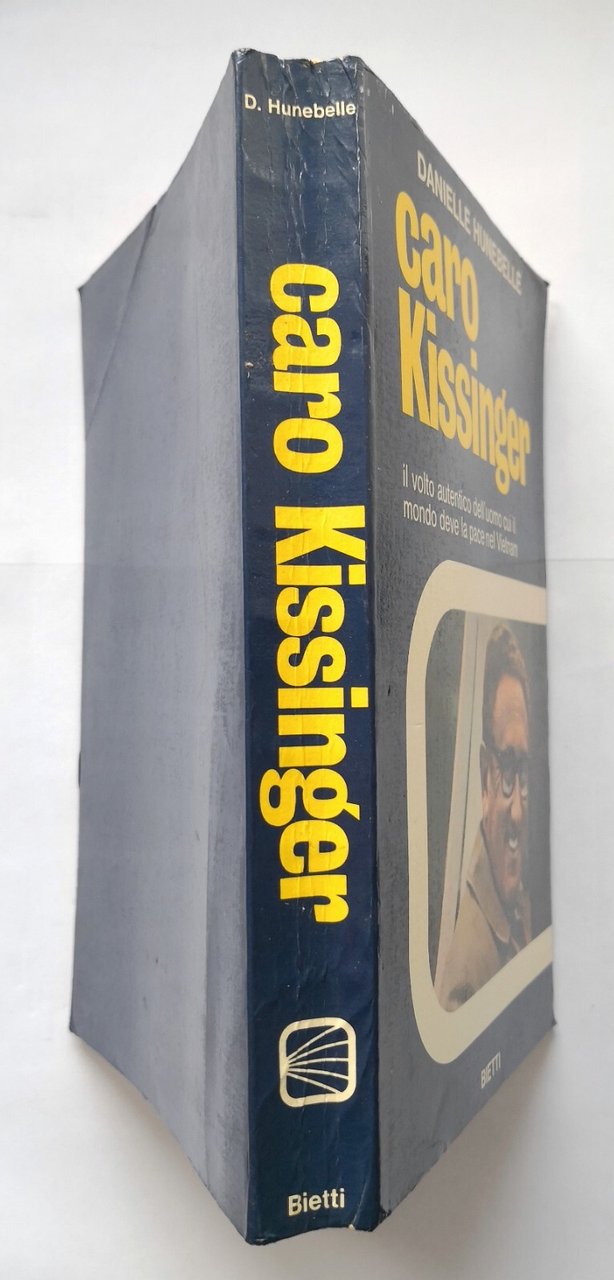 D. Hunebelle
caro Kissinger
Bietti
DANIELLE HUNEBELLE
caro
Kissinger
il volto autentico dell'uomo cui il
mondo deve la pace nel Vietnam
BIETTI